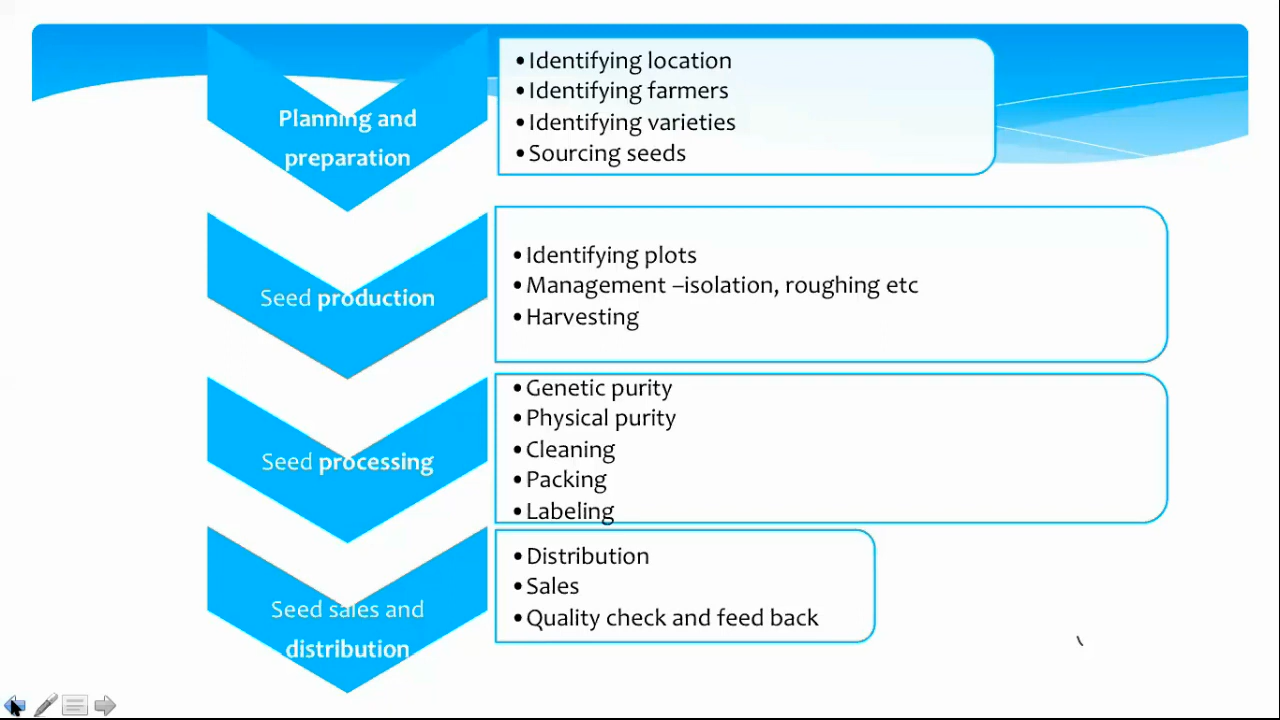 Planning and
preparation
•Identifying location
•Identifying farmers
•Identifying varieties
•Sourcing seeds
Seed production
•Identifying plots
•Management –isolation, roughing etc
•Harvesting
Seed processing
•Genetic purity
•Physical purity
•Cleaning
•Packing
•Labeling
Seed sales and
distribution
•Distribution
•Sales
•Quality check and feed back